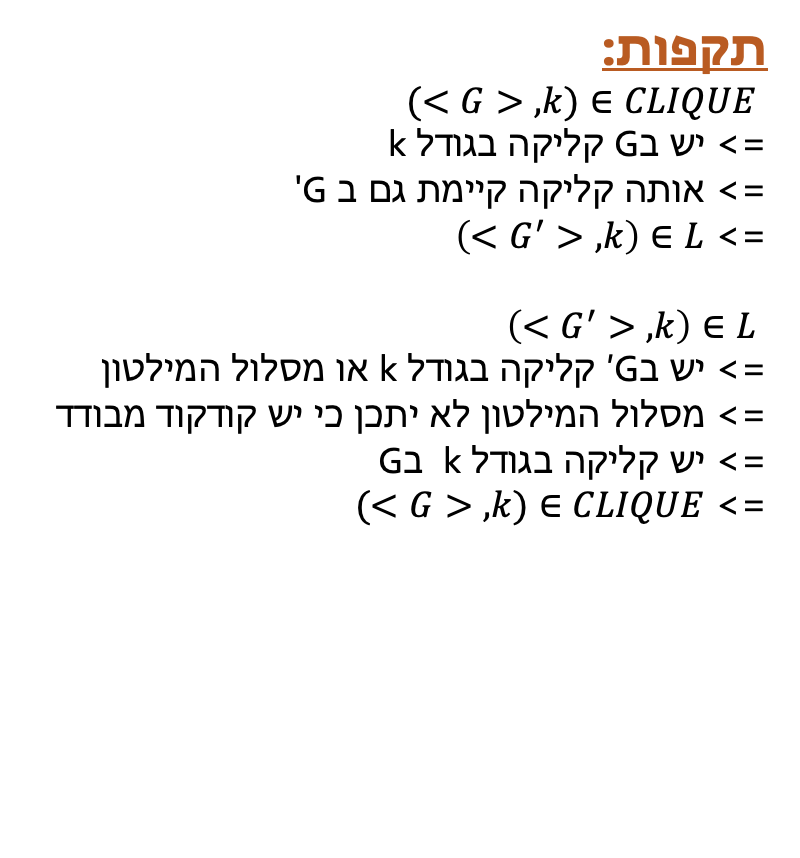 תקפות:
(< G >,k) ∈ CLIQUE
=> יש בG קליקה בגודל k
=> אותה קליקה קיימת גם ב G'
=> (< G′ >,k) ∈ L
(< G′ >,k) ∈ L
=> יש בG' קליקה בגודל k או מסלול המילטון
=> מסלול המילטון לא יתכן כי יש קודקוד מבודד
=> יש קליקה בגודל k בG
=> (< G >,k) ∈ CLIQUE